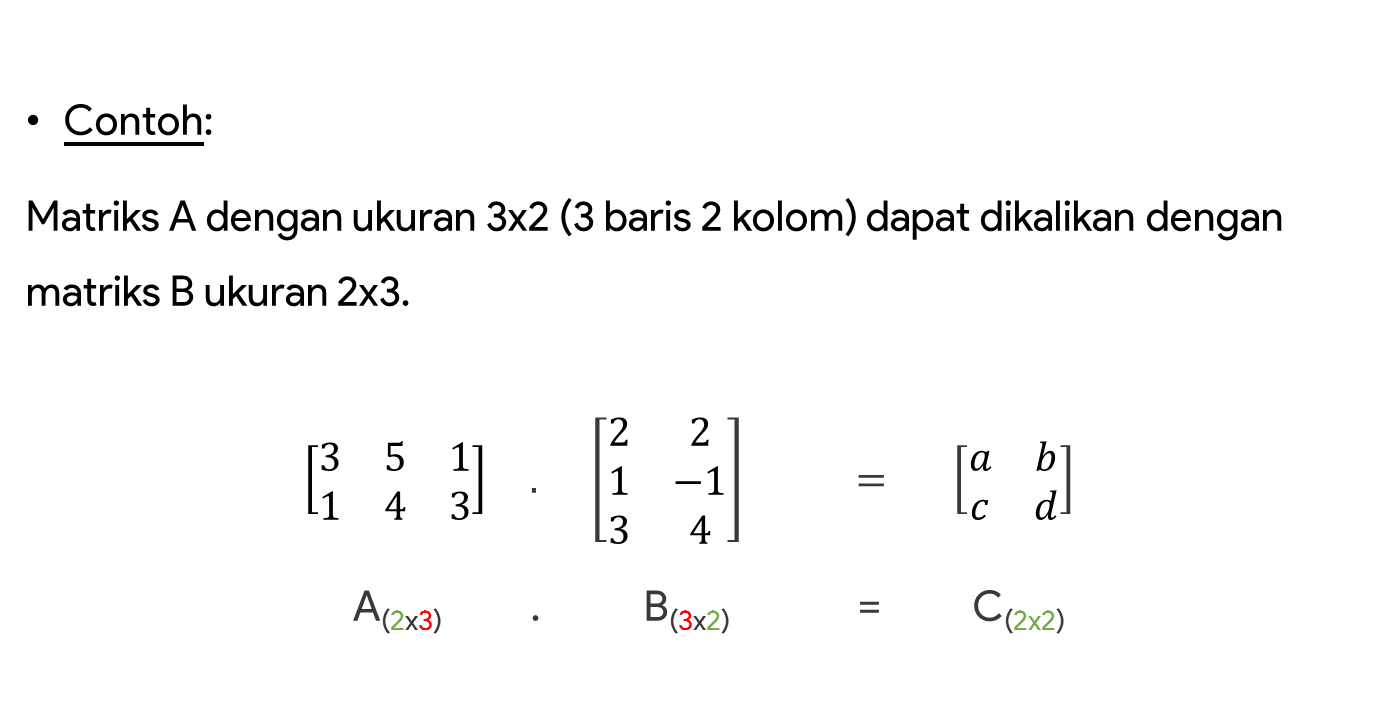 • Contoh:
Matriks A dengan ukuran 3x2 (3 baris 2 kolom) dapat dikalikan dengan
matriks B ukuran 2x3.
[3 5 1] . [2 2] = [a b]
[1 4 3] [1 −1] [c d]
[3 4]
A(2x3) . B(3x2) = C(2x2)